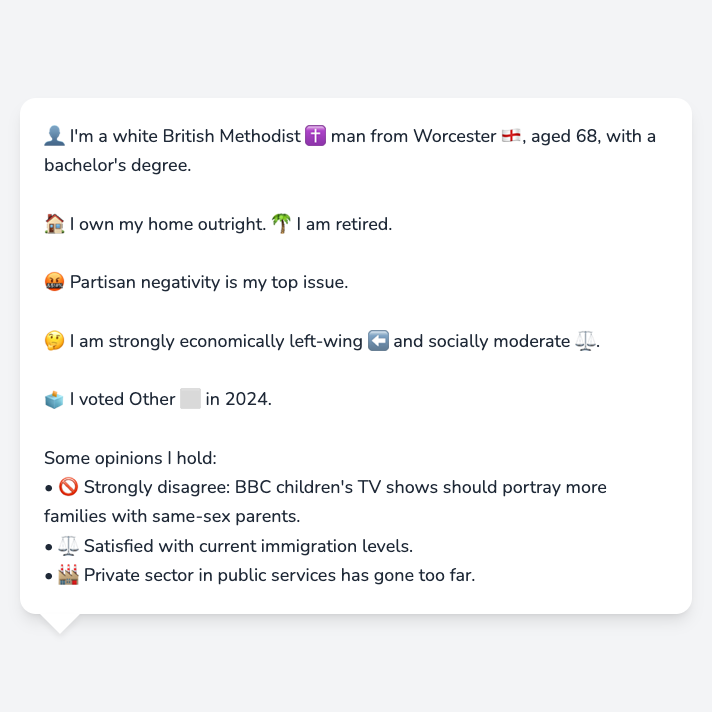 👤 I'm a white British Methodist ✝️ man from Worcester 🏴󠁧󠁢󠁥󠁮󠁧󠁿, aged 68, with a
bachelor's degree.
🏠 I own my home outright. 🌴 I am retired.
🤬 Partisan negativity is my top issue.
🤔 I am strongly economically left-wing ⬅️ and socially moderate ⚖️.
🗳️ I voted Other ⬜ in 2024.
Some opinions I hold:
• 🚫 Strongly disagree: BBC children's TV shows should portray more
families with same-sex parents.
• ⚖️ Satisfied with current immigration levels.
• 🏭 Private sector in public services has gone too far.